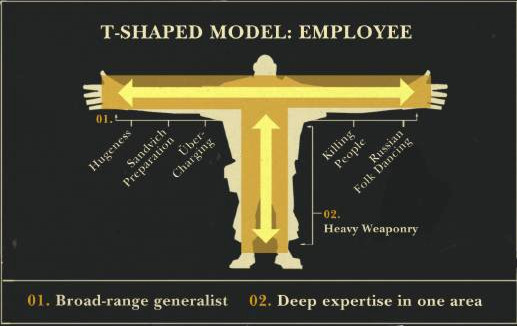 T-SHAPED MODEL: EMPLOYEE
01.
Hugeness
Sandwich
Preparation
Über-
Charging
Killing
People
Russian
Folk Dancing
02.
Heavy Weaponry
01. Broad-range generalist 02. Deep expertise in one area